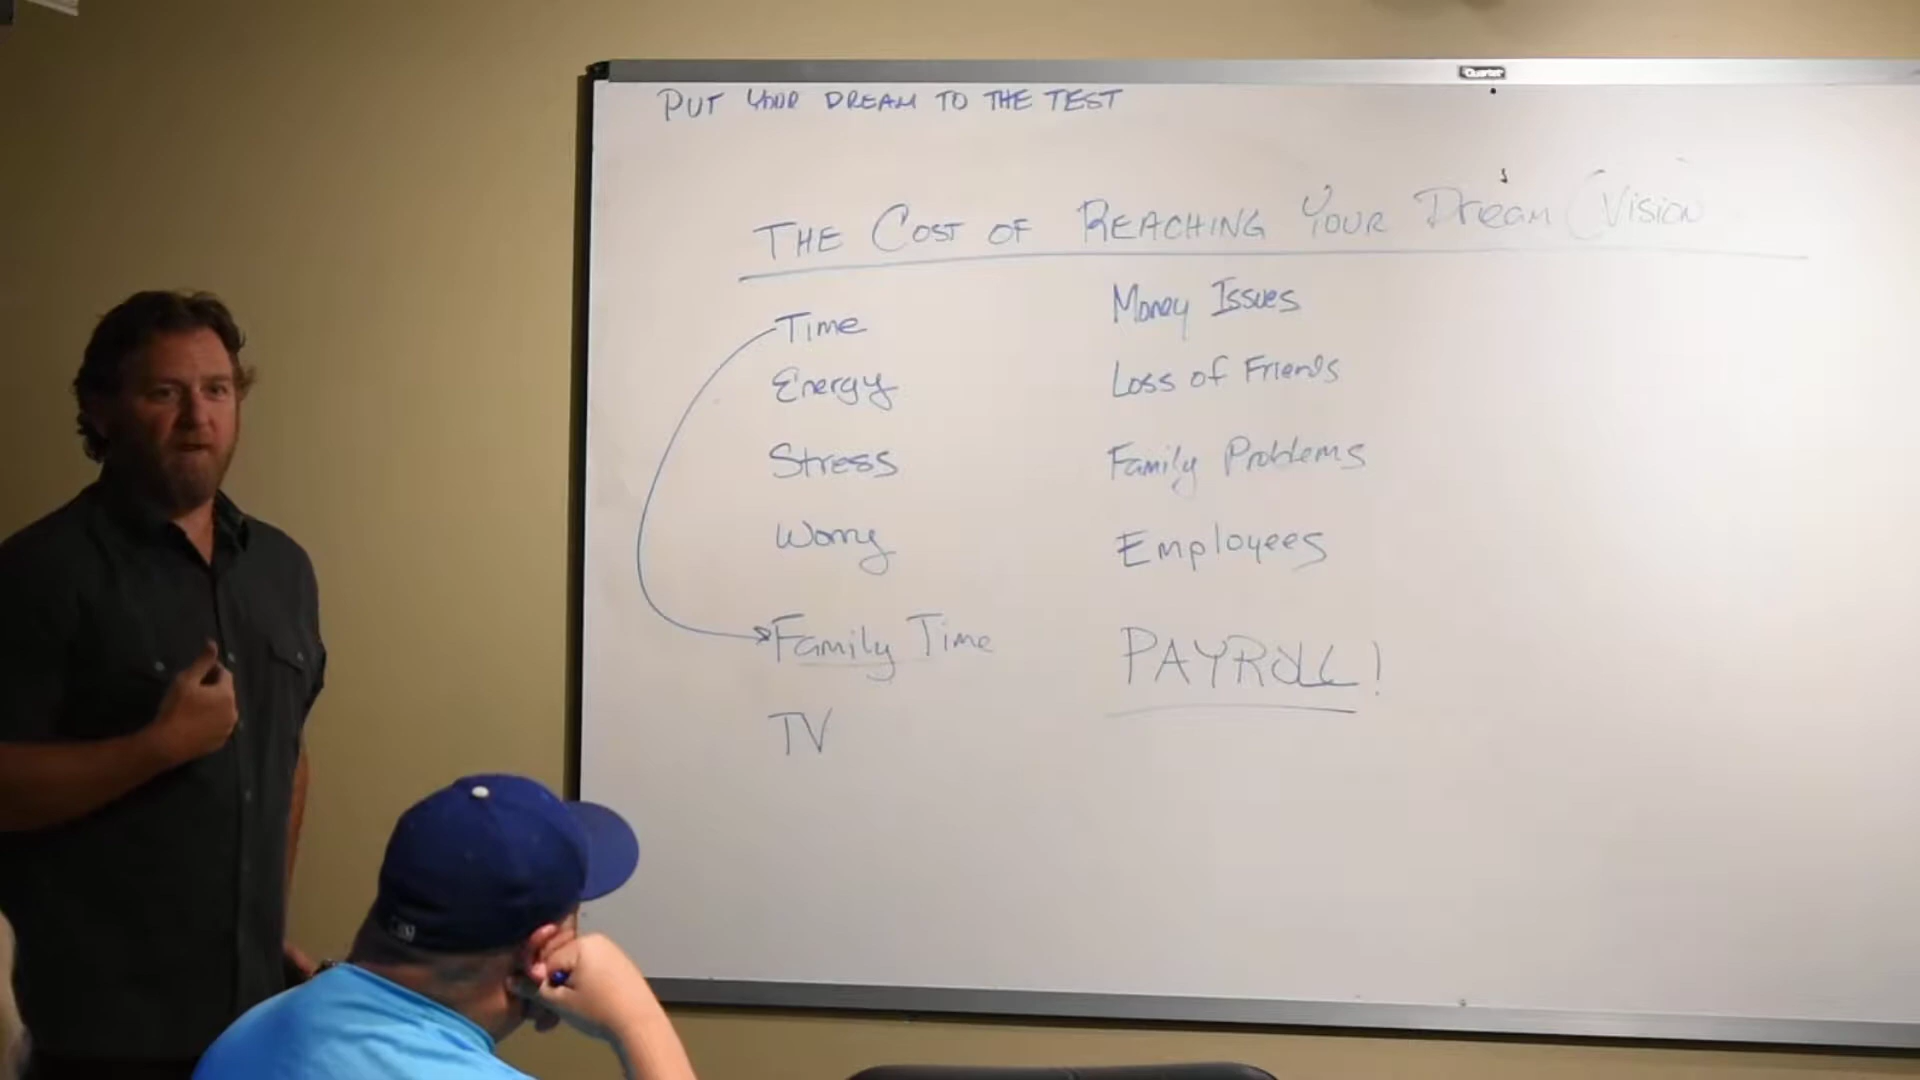 Quartet
PUT YOUR DREAM TO THE TEST
THE COST OF REACHING YOUR Dream (Vision
Time
Energy
Stress
Worry
Family Time
TV
Money Issues
Loss of Friends
Family Problems
Employees
PAYROLL!